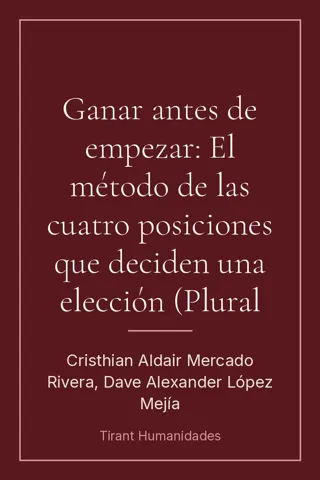 Ganar antes de
empezar: El
método de las
cuatro posiciones
que deciden una
elección (Plural
Cristhian Aldair Mercado
Rivera, Dave Alexander López
Mejía
Tirant Humanidades